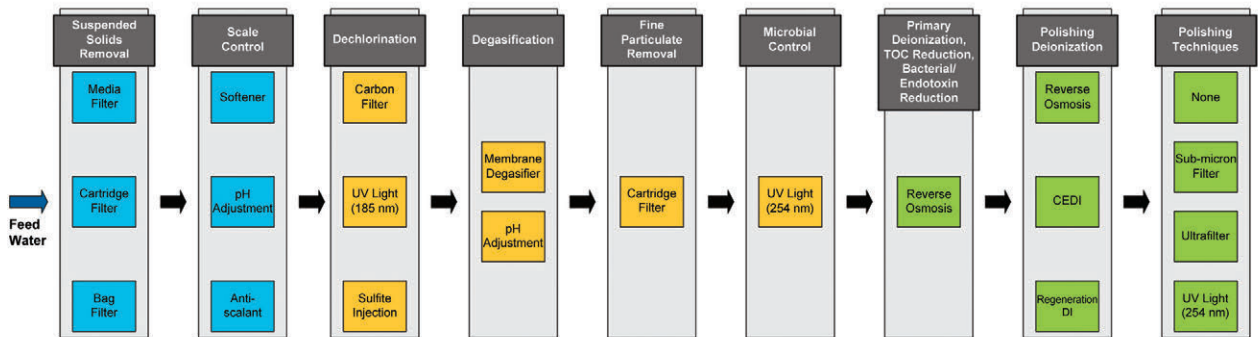 Suspended
Solids
Removal
Media
Filter
Cartridge
Filter
Bag
Filter
Feed
Water
Scale
Control
Softener
pH
Adjustment
Anti-
scalant
Dechlorination
Carbon
Filter
UV Light
(185 nm)
Sulfite
Injection
Degasification
Membrane
Degasifier
pH
Adjustment
Fine
Particulate
Removal
Cartridge
Filter
Microbial
Control
UV Light
(254 nm)
Primary
Deionization,
TOC Reduction,
Bacterial/
Endotoxin
Reduction
Reverse
Osmosis
Polishing
Deionization
Reverse
Osmosis
CEDI
Regeneration
DI
Polishing
Techniques
None
Sub-micron
Filter
Ultrafilter
UV Light
(254 nm)